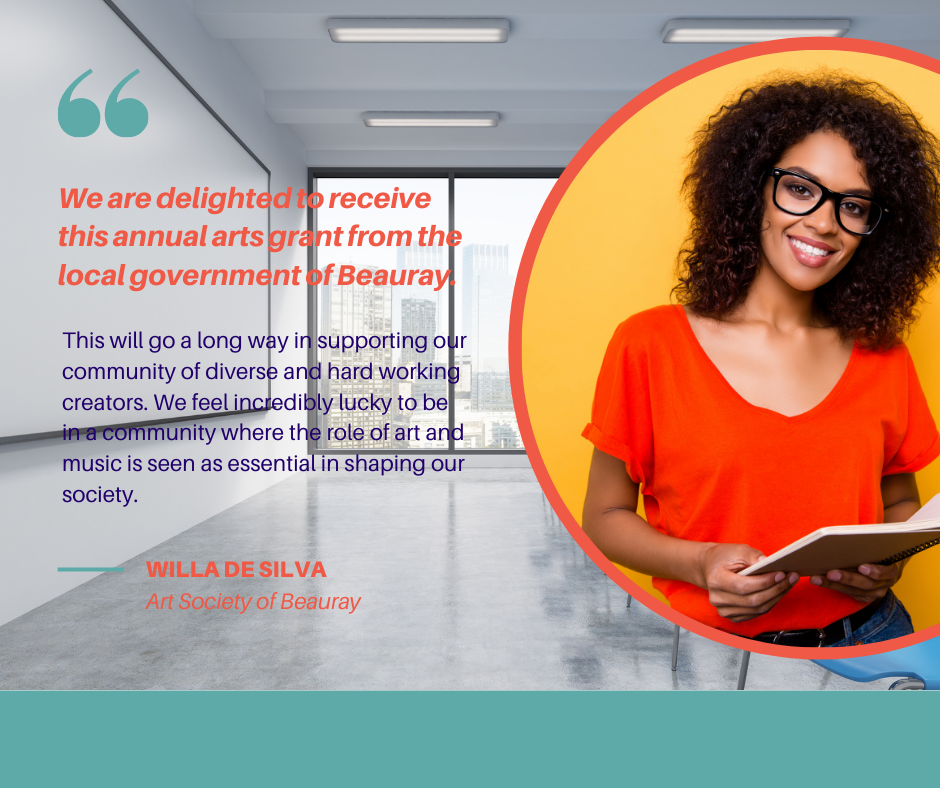 We are delighted to receive
this annual arts grant from the
local government of Beauray.
This will go a long way in supporting our
community of diverse and hard working
creators. We feel incredibly lucky to be
in a community where the role of art and
music is seen as essential in shaping our
society.
WILLA DE SILVA
Art Society of Beauray